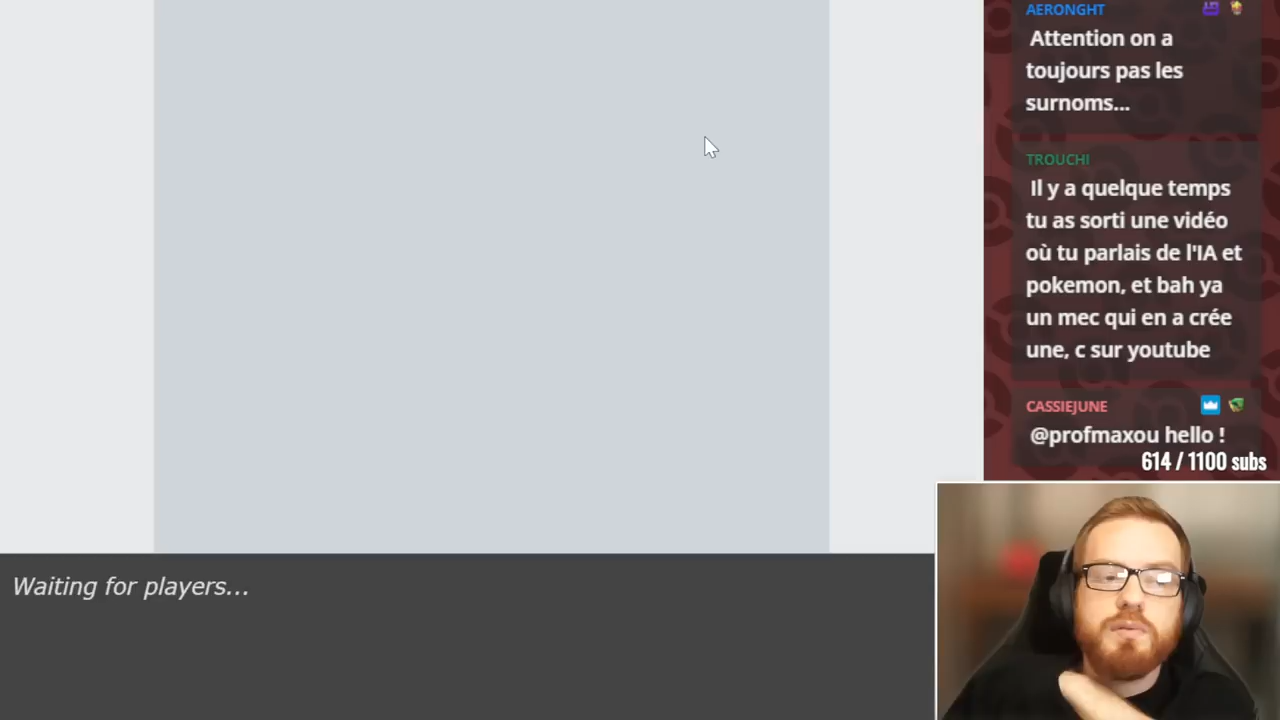 AERONGHT
Attention on a
toujours pas les
surnoms...
TROUCHI
Il y a quelque temps
tu as sorti une vidéo
où tu parlais de l'IA et
pokemon, et bah ya
un mec qui en a crée
une, c sur youtube
CASSIEJUNE
@profmaxou hello !
614 / 1100 subs
Waiting for players...